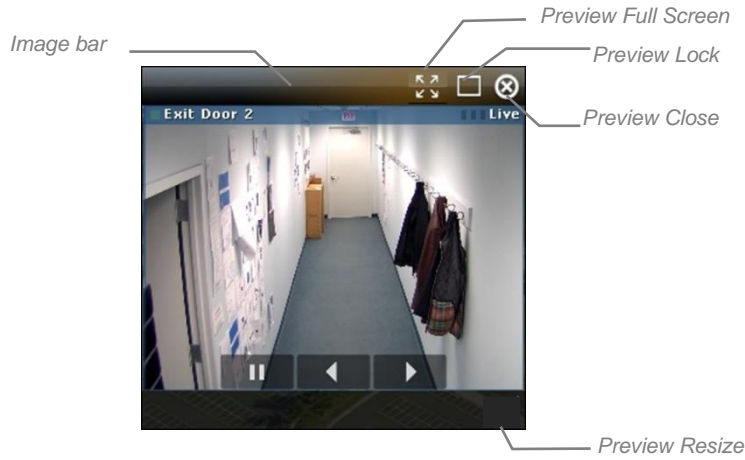 Preview Full Screen
Image bar
Preview Lock
Preview Close
Exit Door 2
Live
Preview Resize